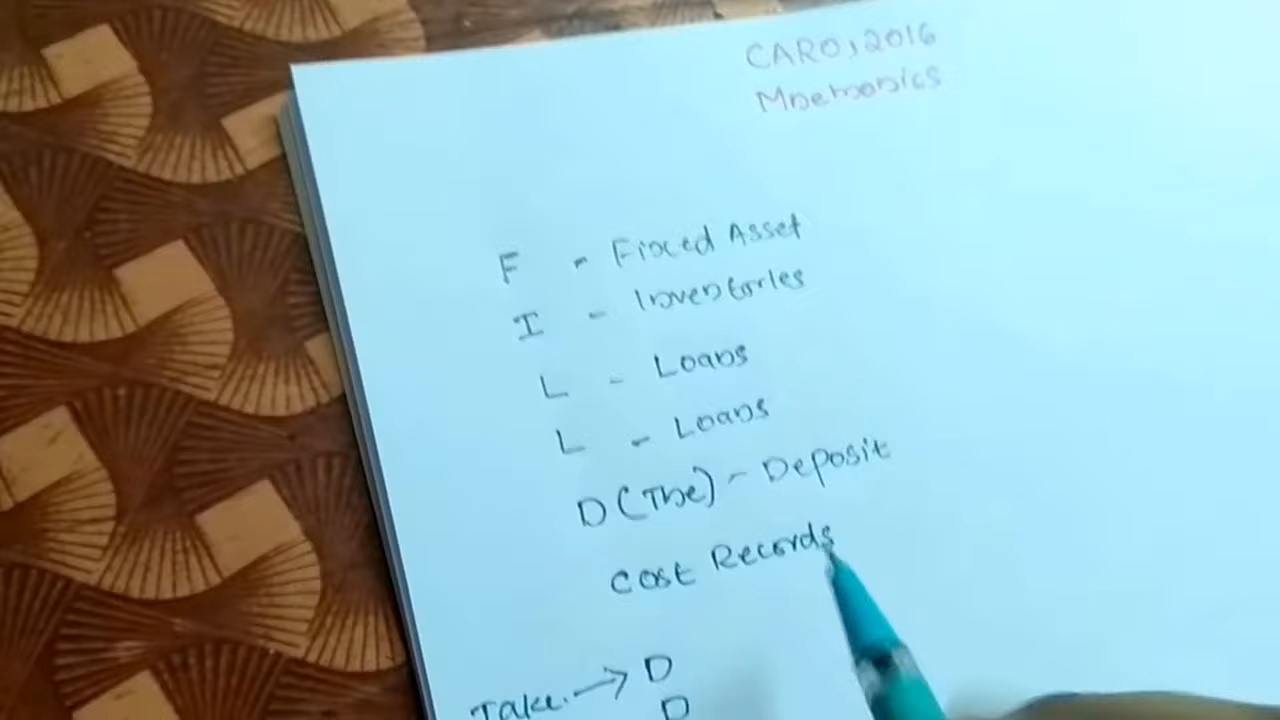 CARO, 2016
Mnemonics
F - Fixed Asset
I - Inventories
L - Loans
L - Loans
D (The) - Deposit
Cost Records
Take → D
D